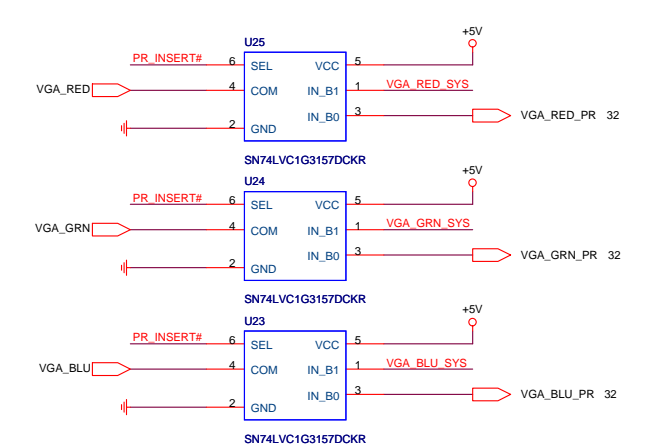 +5V
U25
PR_INSERT# 6 SEL VCC 5
VGA_RED 4 COM IN_B1 1 VGA_RED_SYS
IN_B0 3 VGA_RED_PR 32
2 GND
SN74LVC1G3157DCKR
+5V
U24
PR_INSERT# 6 SEL VCC 5
VGA_GRN 4 COM IN_B1 1 VGA_GRN_SYS
IN_B0 3 VGA_GRN_PR 32
2 GND
SN74LVC1G3157DCKR
+5V
U23
PR_INSERT# 6 SEL VCC 5
VGA_BLU 4 COM IN_B1 1 VGA_BLU_SYS
IN_B0 3 VGA_BLU_PR 32
2 GND
SN74LVC1G3157DCKR